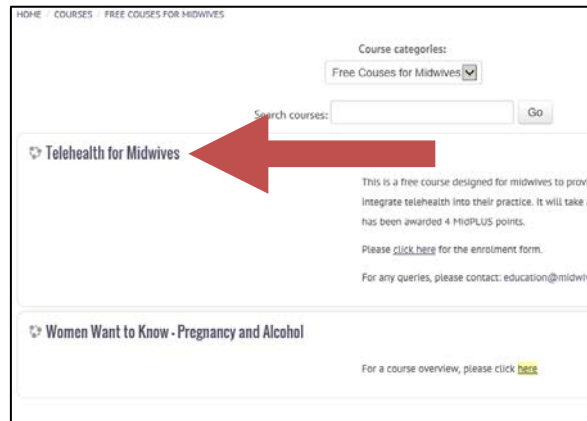 HOME / COURSES / FREE COUSES FOR MIDWIVES
Course categories:
Free Couses for Midwives
Search courses:
Go
Telehealth for Midwives
This is a free course designed for midwives to
integrate telehealth into their practice. It will take
has been awarded 4 MidPLUS points.
Please click here for the enrolment form.
For any queries, please contact:
Women Want to Know - Pregnancy and Alcohol
For a course overview, please click here